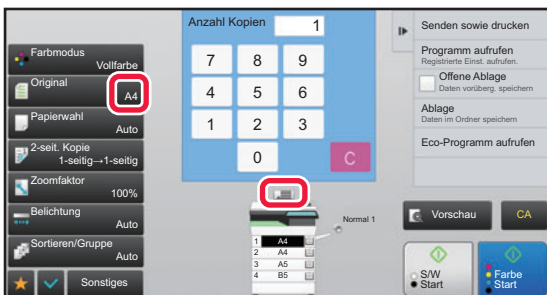 Anzahl Kopien 1
Farbmodus
Vollfarbe
Original
A4
Papierwahl
Auto
2-seit. Kopie
1-seitig→1-seitig
Zoomfaktor
100%
Belichtung
Auto
Sortieren/Gruppe
Auto
Sonstiges
7 8 9
4 5 6
1 2 3
0 C
Normal 1
1 A4
2 A4
3 A5
4 B5
Senden sowie drucken
Programm aufrufen
Registrierte Einst. aufrufen.
Offene Ablage
Daten vorüberg. speichern
Ablage
Daten im Ordner speichern
Eco-Programm aufrufen
Vorschau
CA
S/W
Start
Farbe
Start